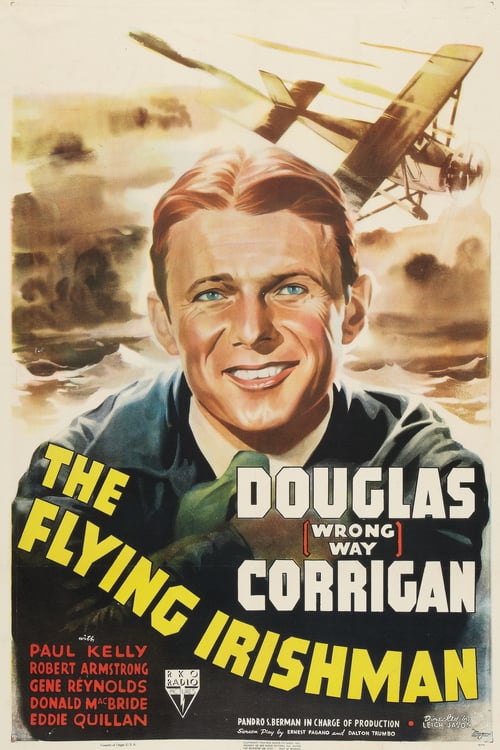 THE
FLYING
IRISHMAN
DOUGLAS
[WRONG]
WAY
CORRIGAN
with
PAUL KELLY
ROBERT ARMSTRONG
GENE REYNOLDS
DONALD MACBRIDE
EDDIE QUILLAN
RKO
RADIO
PANDRO S. BERMAN IN CHARGE OF PRODUCTION
Screen Play by ERNEST PAGANO and DALTON TRUMBO
Directed by
LEIGH JASON